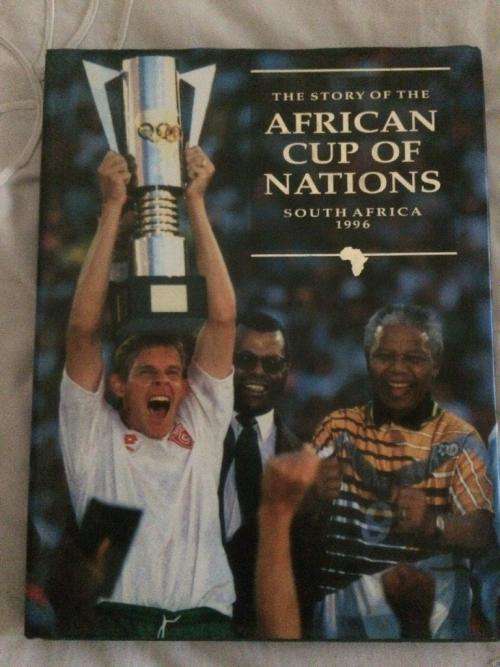 THE STORY OF THE
AFRICAN
CUP OF
NATIONS
SOUTH AFRICA
1996